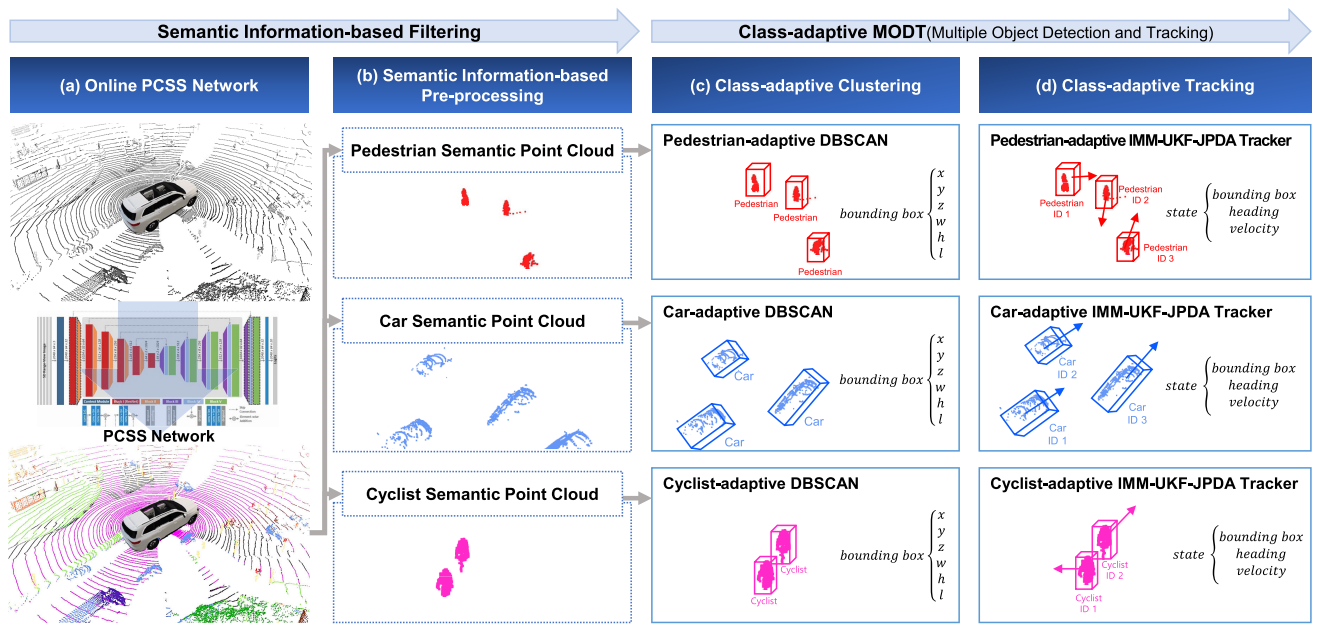 Semantic Information-based Filtering
Class-adaptive MODT(Multiple Object Detection and Tracking)
(a) Online PCSS Network
(b) Semantic Information-based
Pre-processing
(c) Class-adaptive Clustering
(d) Class-adaptive Tracking
PCSS Network
Pedestrian Semantic Point Cloud
Car Semantic Point Cloud
Cyclist Semantic Point Cloud
Pedestrian-adaptive DBSCAN
Pedestrian
Pedestrian
Pedestrian
bounding box
x
y
z
w
h
l
Pedestrian-adaptive IMM-UKF-JPDA Tracker
Pedestrian
ID 1
Pedestrian
ID 2
Pedestrian
ID 3
state
bounding box
heading
velocity
Car-adaptive DBSCAN
Car
Car
Car
bounding box
x
y
z
w
h
l
Car-adaptive IMM-UKF-JPDA Tracker
Car
ID 2
Car
ID 1
Car
ID 3
state
bounding box
heading
velocity
Cyclist-adaptive DBSCAN
Cyclist
Cyclist
bounding box
x
y
z
w
h
l
Cyclist-adaptive IMM-UKF-JPDA Tracker
Cyclist
ID 2
Cyclist
ID 1
state
bounding box
heading
velocity